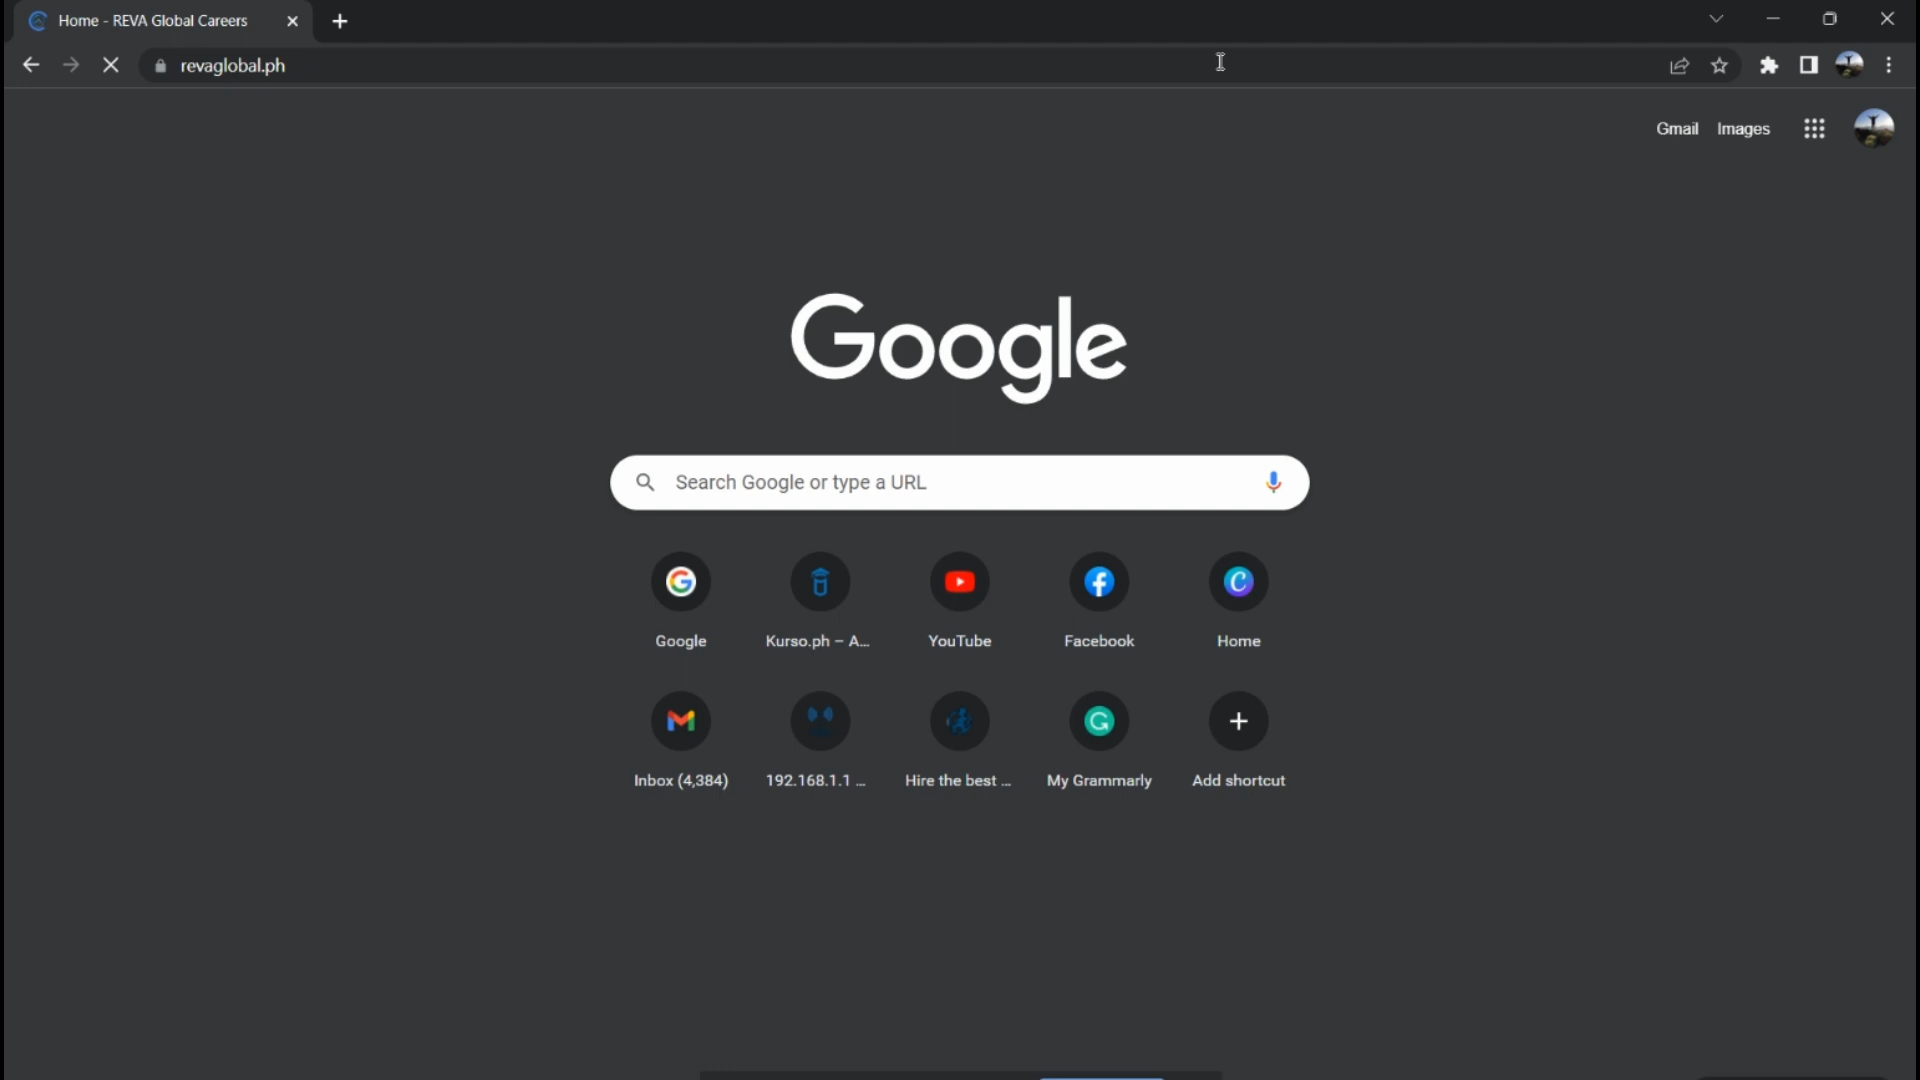 Home - REVA Global Careers
revaglobal.ph
Gmail Images
Google
Search Google or type a URL
Google Kurso.ph – A... YouTube Facebook Home
Inbox (4,384) 192.168.1.1 ... Hire the best ... My Grammarly Add shortcut